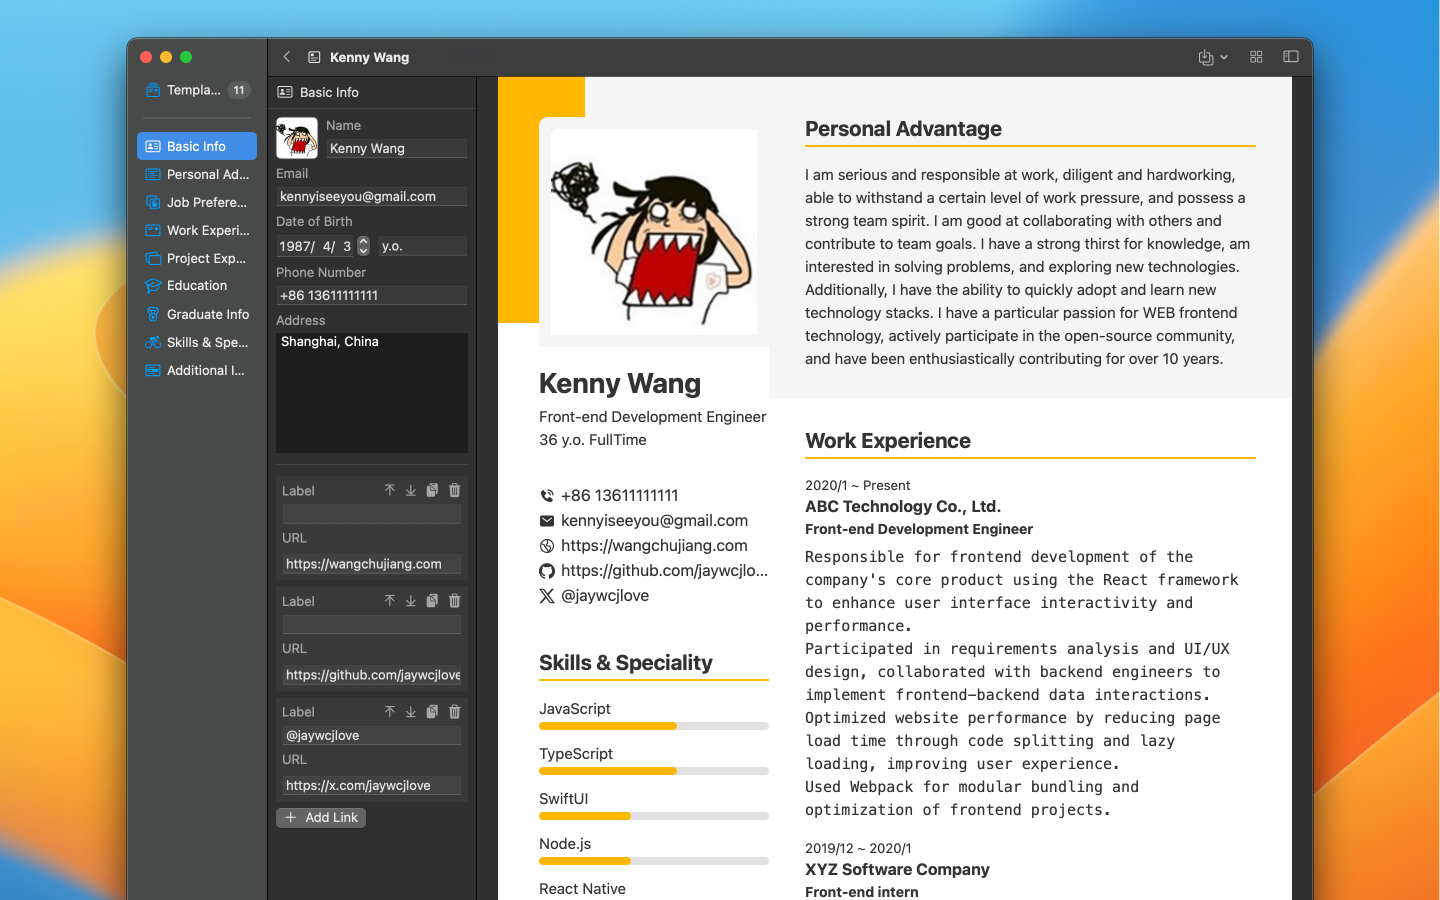 Kenny Wang
Templa...
11
Basic Info
Personal Ad...
Job Prefere...
Work Experi...
Project Exp...
Education
Graduate Info
Skills & Spe...
Additional I...
Basic Info
Name
Kenny Wang
Email
kennyiseeyou@gmail.com
Date of Birth
1987/ 4/ 3
y.o.
Phone Number
+86 13611111111
Address
Shanghai, China
Label
URL
https://wangchujiang.com
Label
URL
https://github.com/jaywcjlove
Label
@jaywcjlove
URL
https://x.com/jaywcjlove
Add Link
Kenny Wang
Front-end Development Engineer
36 y.o. FullTime
+86 13611111111
kennyiseeyou@gmail.com
https://wangchujiang.com
https://github.com/jaywcjlo...
@jaywcjlove
Skills & Speciality
JavaScript
TypeScript
SwiftUI
Node.js
React Native
Personal Advantage
I am serious and responsible at work, diligent and hardworking,
able to withstand a certain level of work pressure, and possess a
strong team spirit. I am good at collaborating with others and
contribute to team goals. I have a strong thirst for knowledge, am
interested in solving problems, and exploring new technologies.
Additionally, I have the ability to quickly adopt and learn new
technology stacks. I have a particular passion for WEB frontend
technology, actively participate in the open-source community,
and have been enthusiastically contributing for over 10 years.
Work Experience
2020/1 ~ Present
ABC Technology Co., Ltd.
Front-end Development Engineer
Responsible for frontend development of the
company's core product using the React framework
to enhance user interface interactivity and
performance.
Participated in requirements analysis and UI/UX
design, collaborated with backend engineers to
implement frontend-backend data interactions.
Optimized website performance by reducing page
load time through code splitting and lazy
loading, improving user experience.
Used Webpack for modular bundling and
optimization of frontend projects.
2019/12 ~ 2020/1
XYZ Software Company
Front-end intern